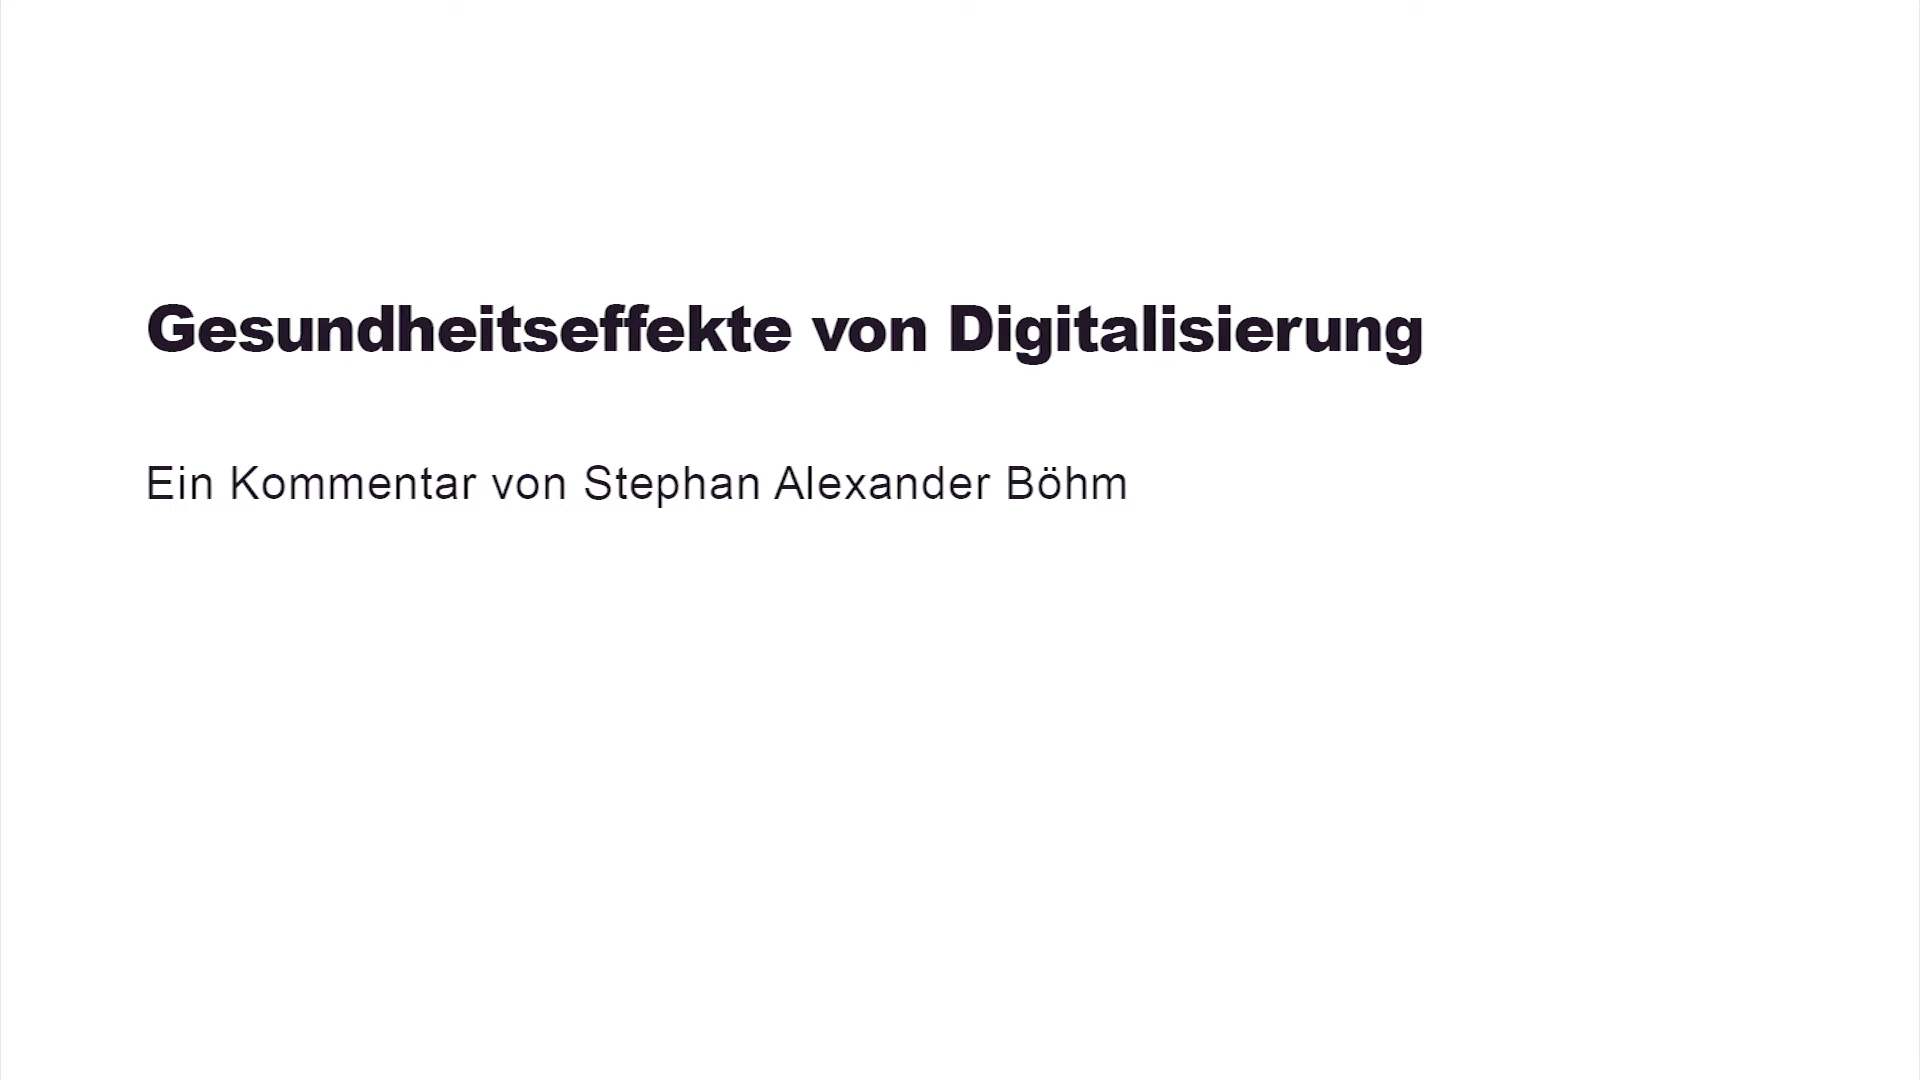 Gesundheitseffekte von Digitalisierung
Ein Kommentar von Stephan Alexander Böhm